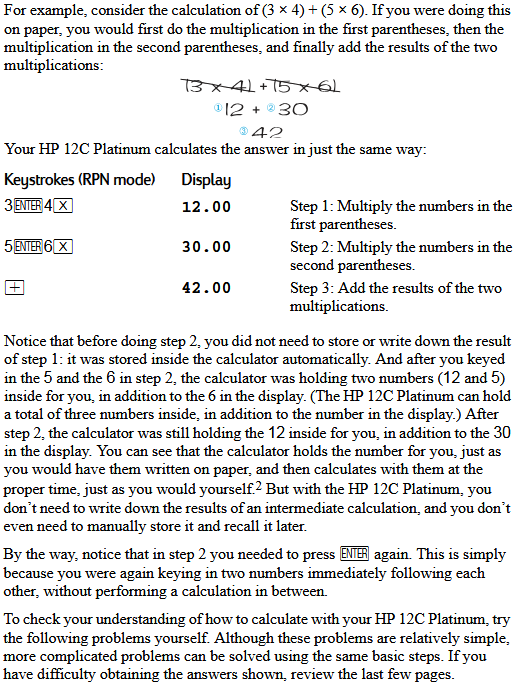 For example, consider the calculation of (3 × 4) + (5 × 6). If you were doing this
on paper, you would first do the multiplication in the first parentheses, then the
multiplication in the second parentheses, and finally add the results of the two
multiplications:
(3 × 4) + (5 × 6)
①12 + ②30
③42
Your HP 12C Platinum calculates the answer in just the same way:
Keystrokes (RPN mode) Display
3 ENTER 4 × 12.00 Step 1: Multiply the numbers in the
first parentheses.
5 ENTER 6 × 30.00 Step 2: Multiply the numbers in the
second parentheses.
+ 42.00 Step 3: Add the results of the two
multiplications.
Notice that before doing step 2, you did not need to store or write down the result
of step 1: it was stored inside the calculator automatically. And after you keyed
in the 5 and the 6 in step 2, the calculator was holding two numbers (12 and 5)
inside for you, in addition to the 6 in the display. (The HP 12C Platinum can hold
a total of three numbers inside, in addition to the number in the display.) After
step 2, the calculator was still holding the 12 inside for you, in addition to the 30
in the display. You can see that the calculator holds the number for you, just as
you would have them written on paper, and then calculates with them at the
proper time, just as you would yourself.2 But with the HP 12C Platinum, you
don't need to write down the results of an intermediate calculation, and you don't
even need to manually store it and recall it later.
By the way, notice that in step 2 you needed to press ENTER again. This is simply
because you were again keying in two numbers immediately following each
other, without performing a calculation in between.
To check your understanding of how to calculate with your HP 12C Platinum, try
the following problems yourself. Although these problems are relatively simple,
more complicated problems can be solved using the same basic steps. If you
have difficulty obtaining the answers shown, review the last few pages.